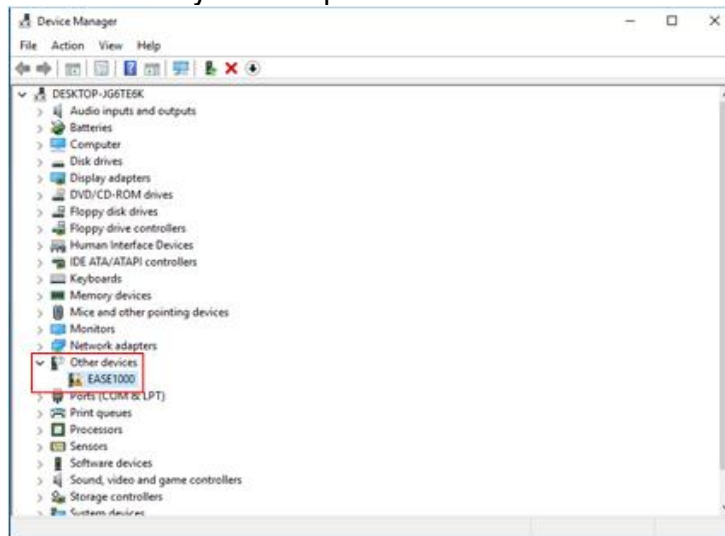 Device Manager
File Action View Help
DESKTOP-JG6TE6K
Audio inputs and outputs
Batteries
Computer
Disk drives
Display adapters
DVD/CD-ROM drives
Floppy disk drives
Floppy drive controllers
Human Interface Devices
IDE ATA/ATAPI controllers
Keyboards
Memory devices
Mice and other pointing devices
Monitors
Network adapters
Other devices
EASE1000
Ports (COM & LPT)
Print queues
Processors
Sensors
Software devices
Sound, video and game controllers
Storage controllers
System devices